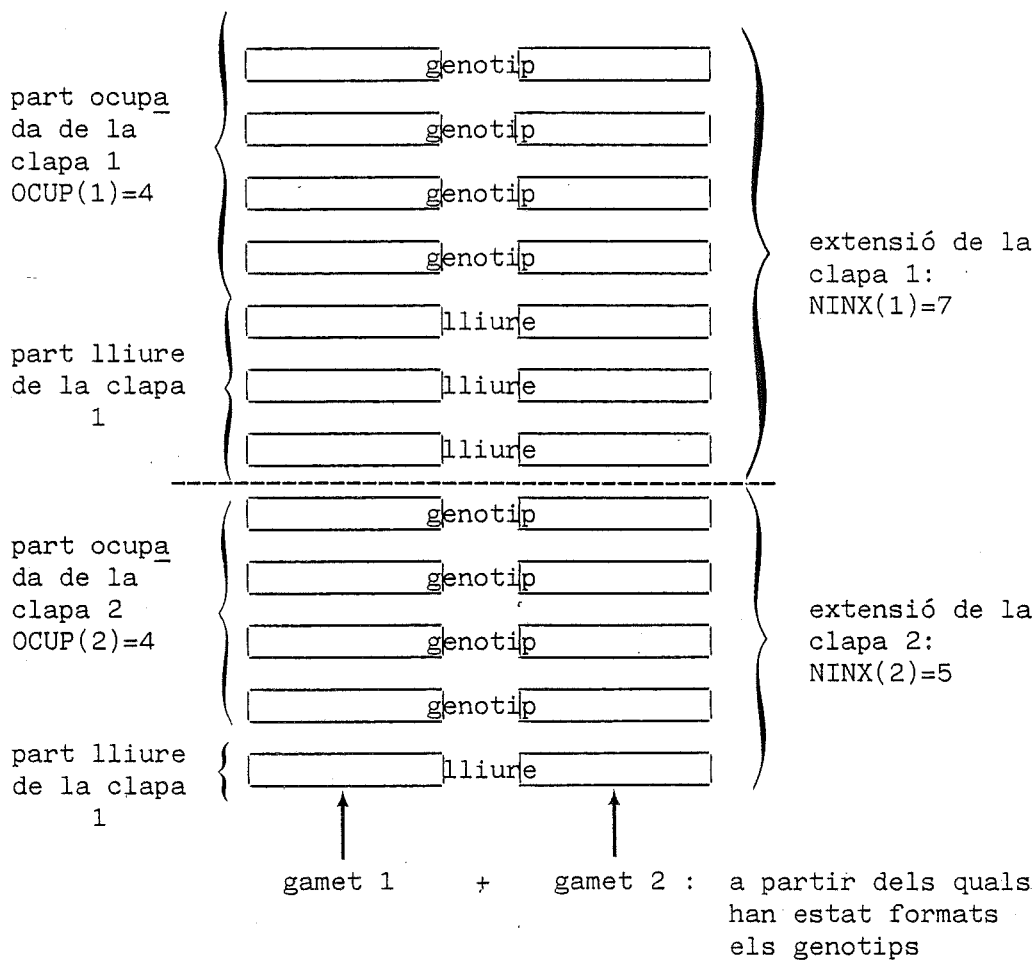 genotip
part ocupa
da de la
clapa 1
OCUP(1)=4
genotip
genotip
genotip
extensió de la
clapa 1:
NINX(1)=7
part lliure
de la clapa
1
lliure
lliure
lliure
genotip
part ocupa
da de la
clapa 2
OCUP(2)=4
genotip
genotip
genotip
extensió de la
clapa 2:
NINX(2)=5
part lliure
de la clapa
1
lliure
gamet 1 + gamet 2 : a partir dels quals
han estat formats
els genotips